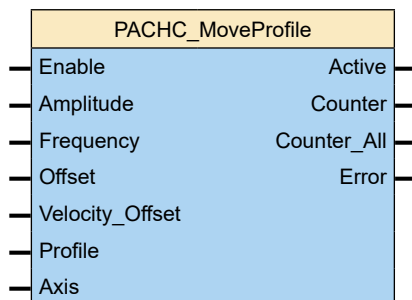 PACHC_MoveProfile
Enable Active
Amplitude Counter
Frequency Counter_All
Offset Error
Velocity_Offset
Profile
Axis